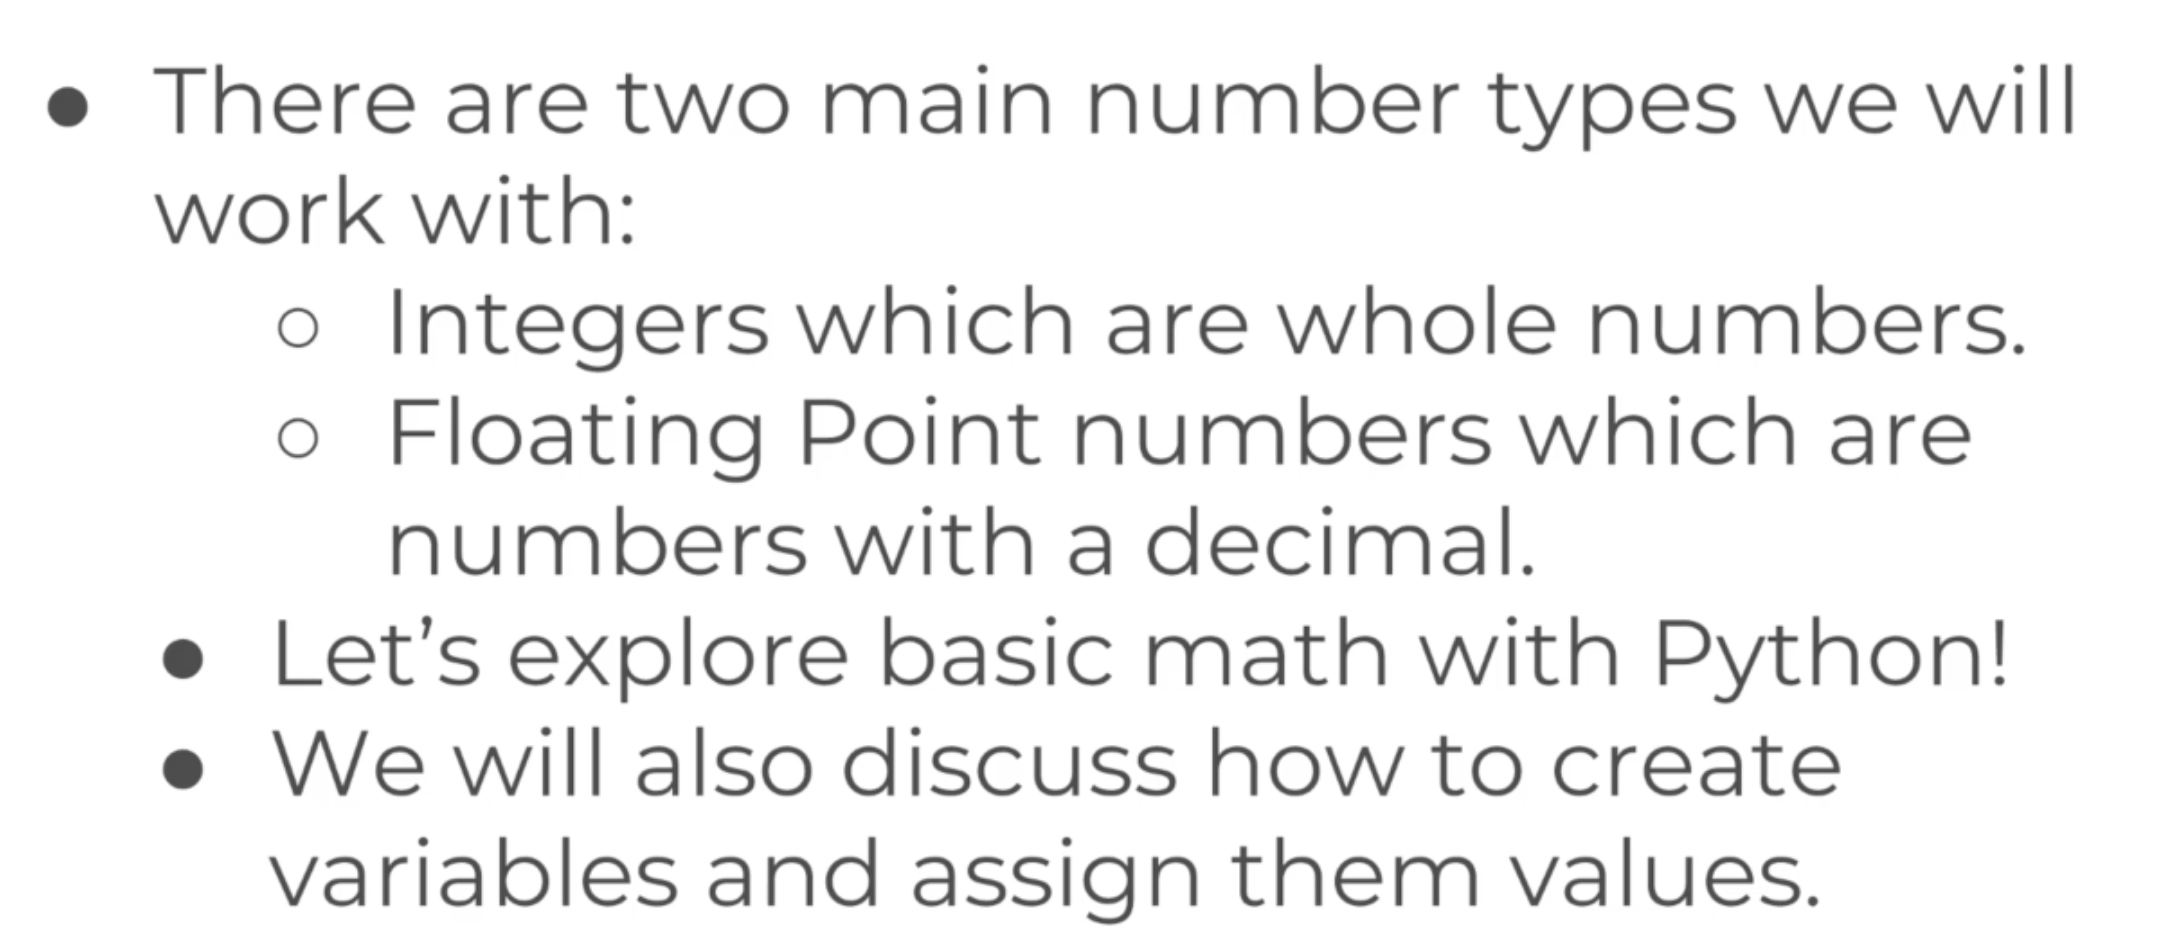 ● There are two main number types we will
work with:
○ Integers which are whole numbers.
○ Floating Point numbers which are
numbers with a decimal.
● Let’s explore basic math with Python!
● We will also discuss how to create
variables and assign them values.